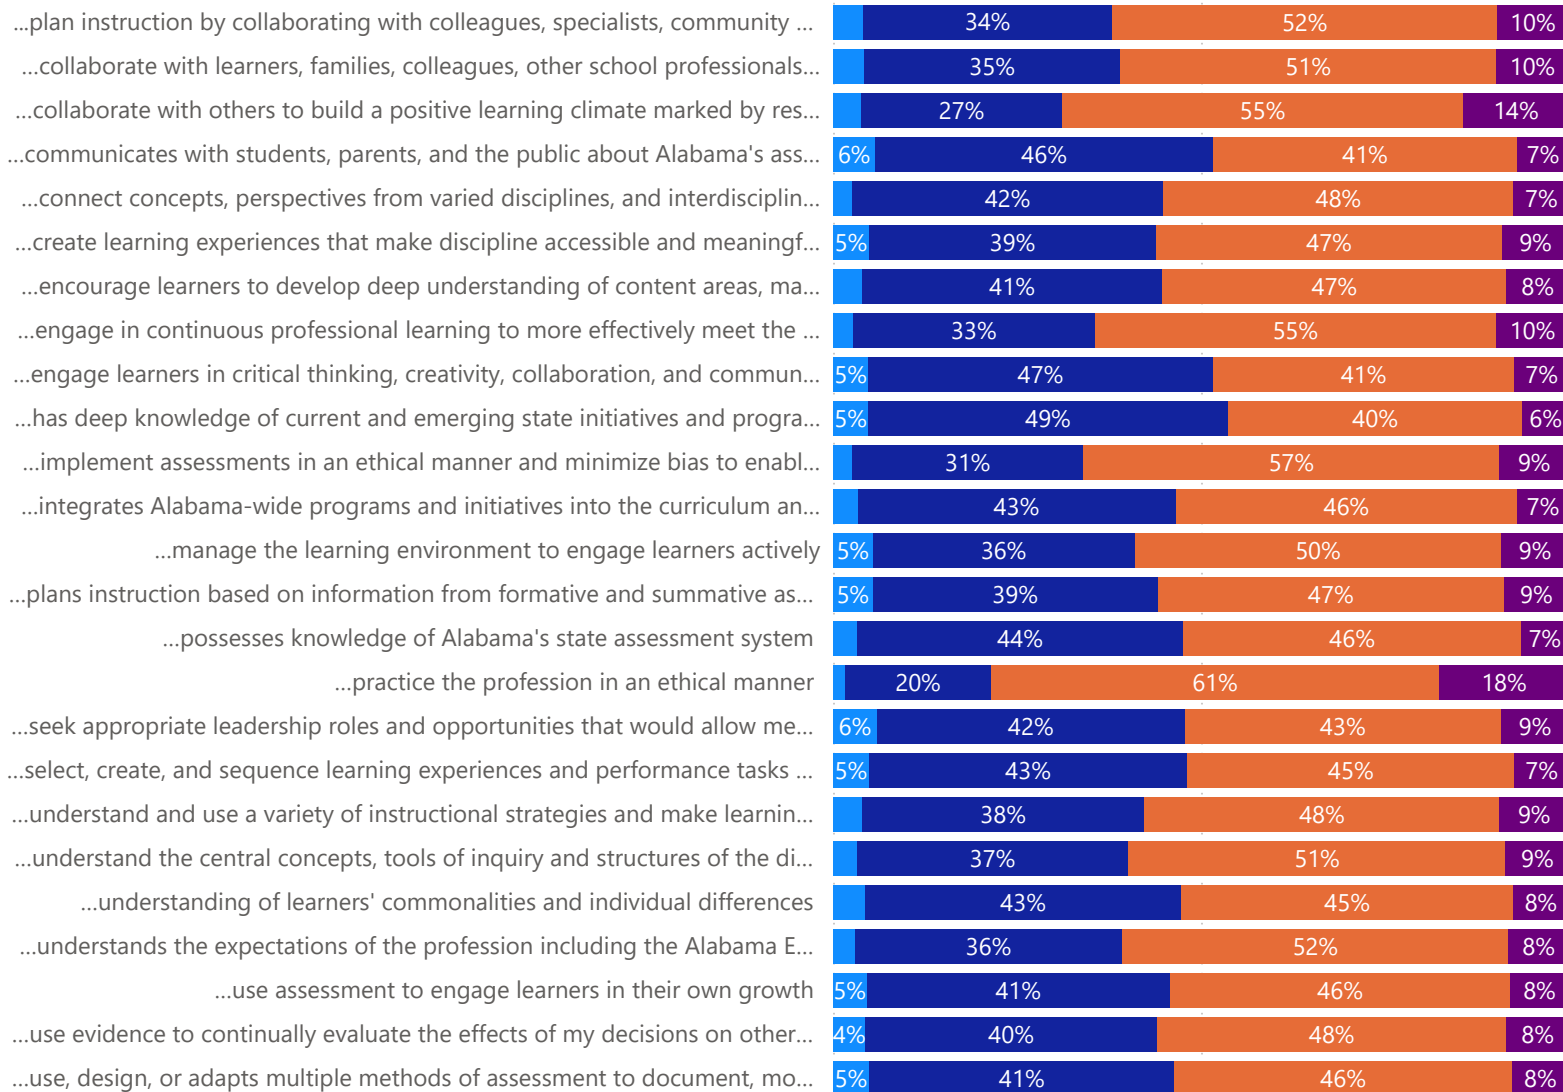 ...plan instruction by collaborating with colleagues, specialists, community ... 34% 52% 10%
...collaborate with learners, families, colleagues, other school professionals... 35% 51% 10%
...collaborate with others to build a positive learning climate marked by res... 27% 55% 14%
...communicates with students, parents, and the public about Alabama's ass... 6% 46% 41% 7%
...connect concepts, perspectives from varied disciplines, and interdisciplin... 42% 48% 7%
...create learning experiences that make discipline accessible and meaningf... 5% 39% 47% 9%
...encourage learners to develop deep understanding of content areas, ma... 41% 47% 8%
...engage in continuous professional learning to more effectively meet the ... 33% 55% 10%
...engage learners in critical thinking, creativity, collaboration, and commun... 5% 47% 41% 7%
...has deep knowledge of current and emerging state initiatives and progra... 5% 49% 40% 6%
...implement assessments in an ethical manner and minimize bias to enabl... 31% 57% 9%
...integrates Alabama-wide programs and initiatives into the curriculum an... 43% 46% 7%
...manage the learning environment to engage learners actively 5% 36% 50% 9%
...plans instruction based on information from formative and summative as... 5% 39% 47% 9%
...possesses knowledge of Alabama's state assessment system 44% 46% 7%
...practice the profession in an ethical manner 20% 61% 18%
...seek appropriate leadership roles and opportunities that would allow me... 6% 42% 43% 9%
...select, create, and sequence learning experiences and performance tasks ... 5% 43% 45% 7%
...understand and use a variety of instructional strategies and make learnin... 38% 48% 9%
...understand the central concepts, tools of inquiry and structures of the di... 37% 51% 9%
...understanding of learners' commonalities and individual differences 43% 45% 8%
...understands the expectations of the profession including the Alabama E... 36% 52% 8%
...use assessment to engage learners in their own growth 5% 41% 46% 8%
...use evidence to continually evaluate the effects of my decisions on other... 4% 40% 48% 8%
...use, design, or adapts multiple methods of assessment to document, mo... 5% 41% 46% 8%